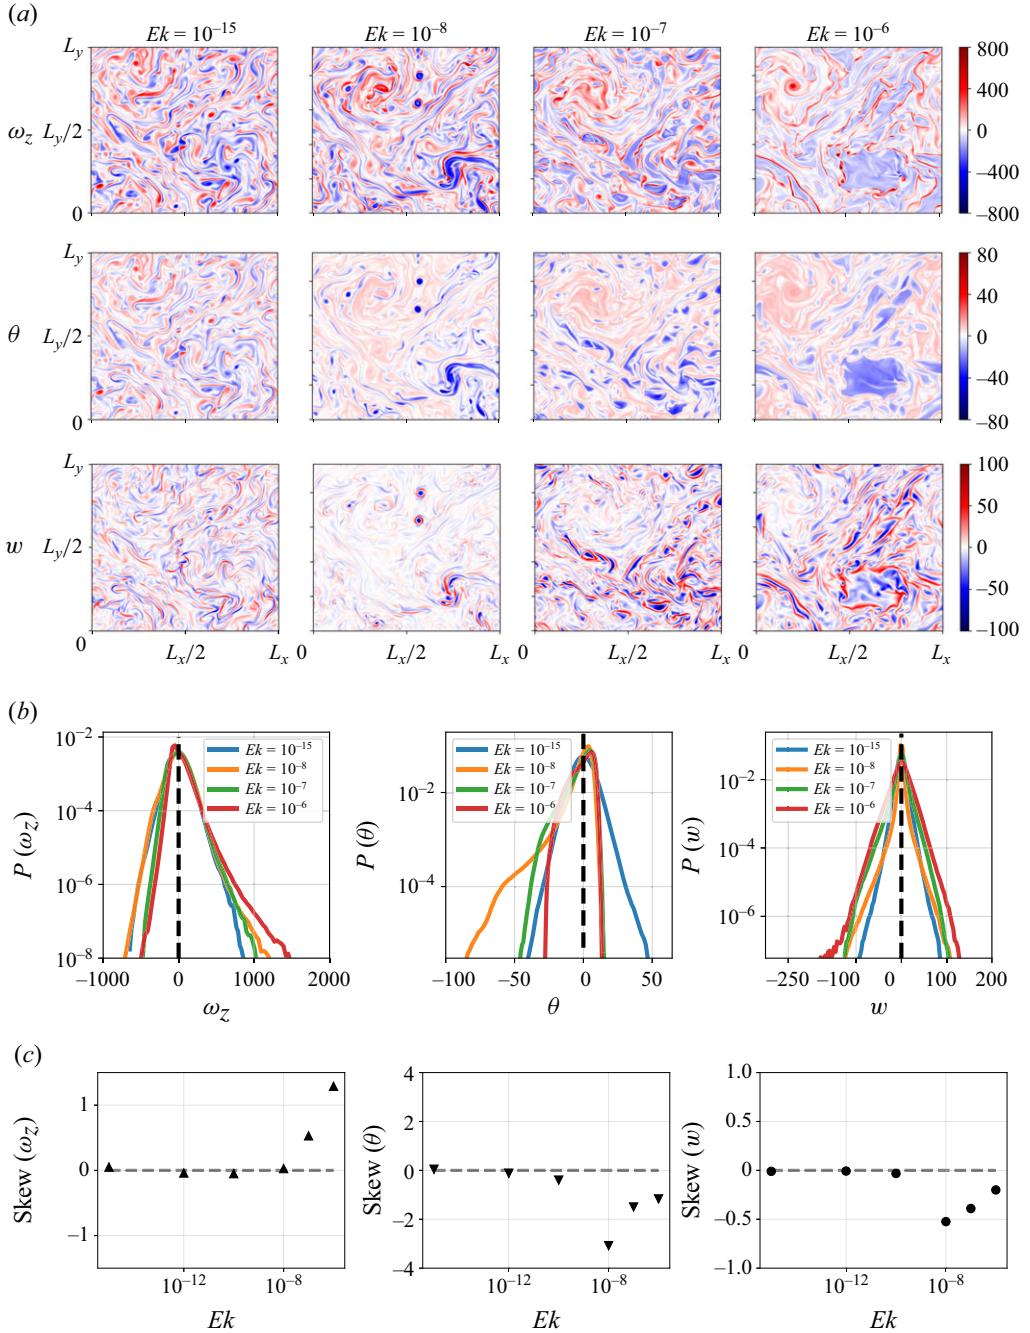 (a)
Ek = 10⁻¹⁵ Ek = 10⁻⁸ Ek = 10⁻⁷ Ek = 10⁻⁶
L_y 800
400
ω_z L_y/2 0
−400
0 −800
L_y 80
40
θ L_y/2 0
−40
0 −80
L_y 100
50
w L_y/2 0
−50
0 −100
L_x/2 L_x 0 L_x/2 L_x 0 L_x/2 L_x 0 L_x/2 L_x
(b)
10⁻² Ek = 10⁻¹⁵ Ek = 10⁻⁸ Ek = 10⁻⁷ Ek = 10⁻⁶
10⁻⁴
10⁻⁶
10⁻⁸
P (ω_z)
−1000 0 1000 2000
ω_z
Ek = 10⁻¹⁵ Ek = 10⁻⁸ Ek = 10⁻⁷ Ek = 10⁻⁶
10⁻²
10⁻⁴
P (θ)
−100 −50 0 50
θ
Ek = 10⁻¹⁵ Ek = 10⁻⁸ Ek = 10⁻⁷ Ek = 10⁻⁶
10⁻²
10⁻⁴
10⁻⁶
P (w)
−250 −100 0 100 200
w
(c)
1
0
−1
Skew (ω_z)
10⁻¹² 10⁻⁸
Ek
4
2
0
−2
−4
Skew (θ)
10⁻¹² 10⁻⁸
Ek
1.0
0.5
0
−0.5
−1.0
Skew (w)
10⁻¹² 10⁻⁸
Ek